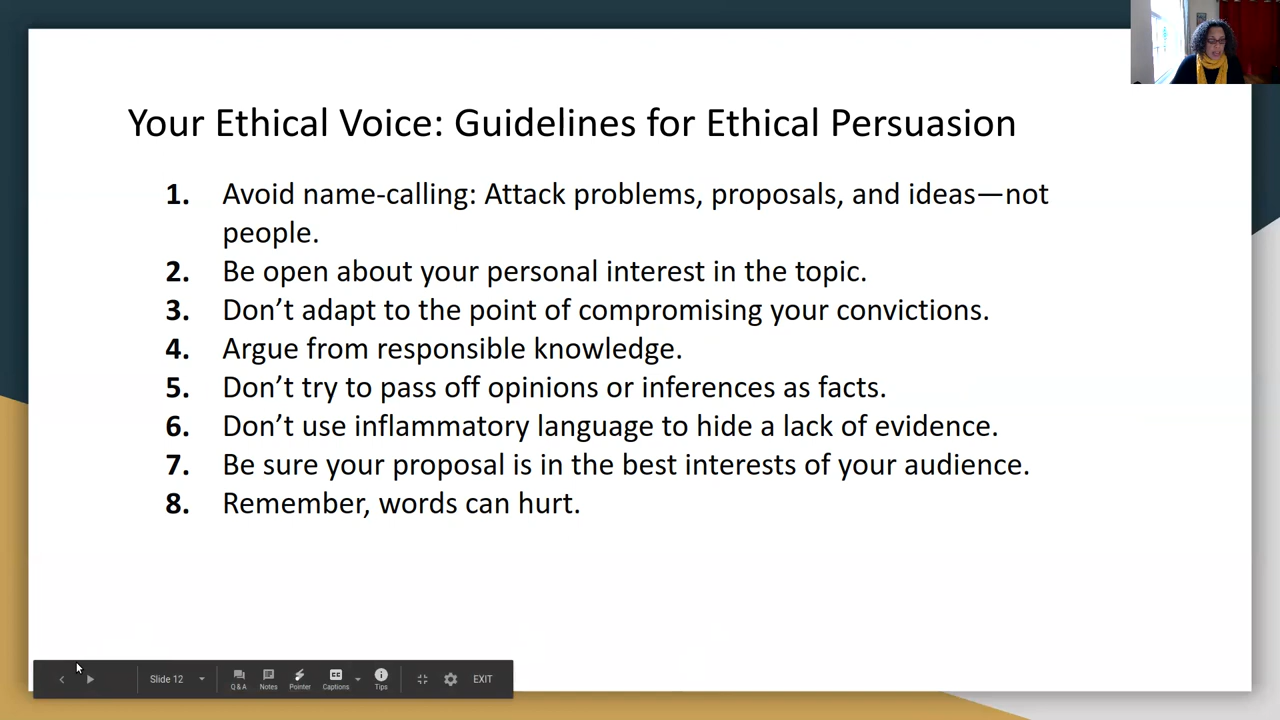 Your Ethical Voice: Guidelines for Ethical Persuasion
1. Avoid name-calling: Attack problems, proposals, and ideas—not
people.
2. Be open about your personal interest in the topic.
3. Don’t adapt to the point of compromising your convictions.
4. Argue from responsible knowledge.
5. Don’t try to pass off opinions or inferences as facts.
6. Don’t use inflammatory language to hide a lack of evidence.
7. Be sure your proposal is in the best interests of your audience.
8. Remember, words can hurt.
Slide 12 Q&A Notes Pointer CC Captions Tips EXIT